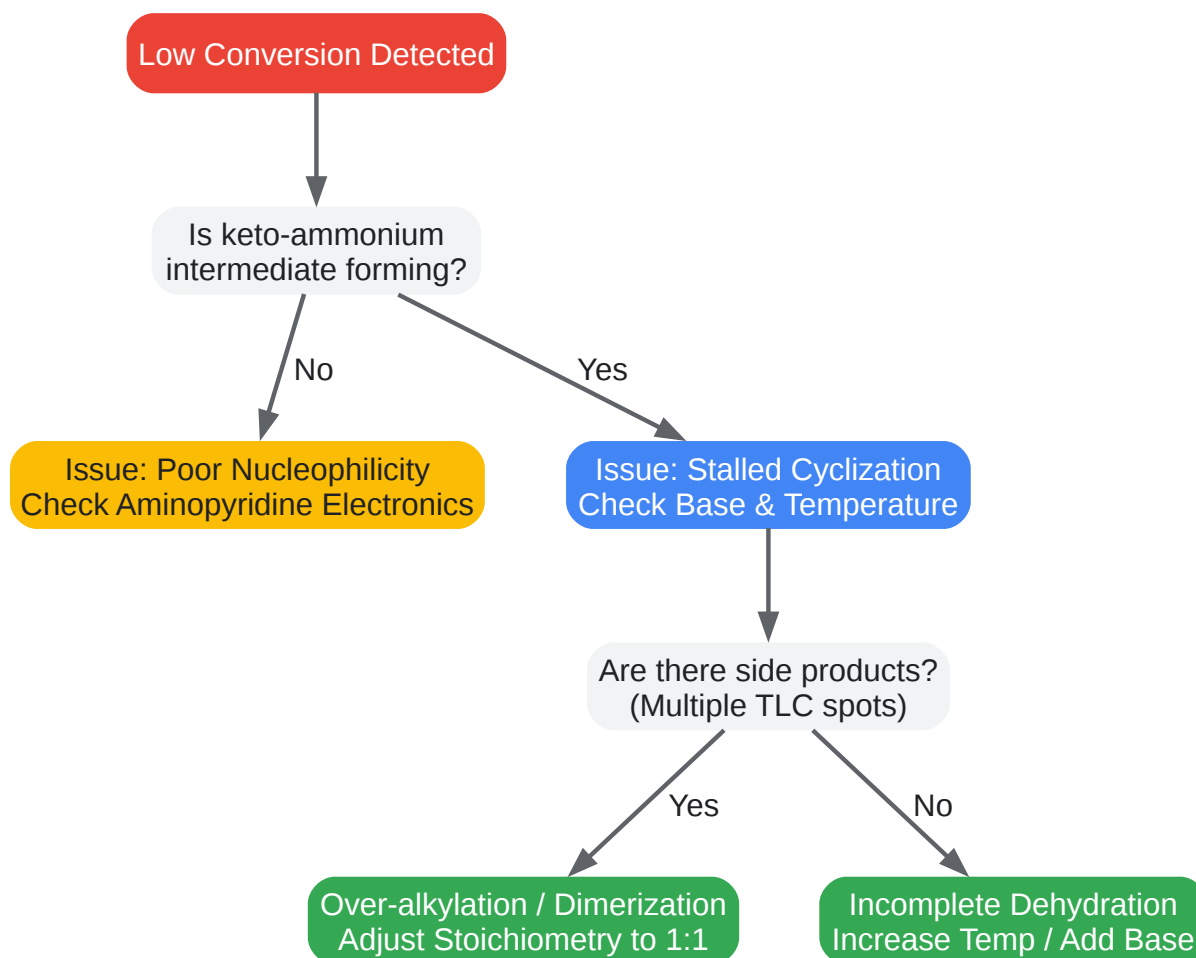 Low Conversion Detected
Is keto-ammonium
intermediate forming?
No
Yes
Issue: Poor Nucleophilicity
Check Aminopyridine Electronics
Issue: Stalled Cyclization
Check Base & Temperature
Are there side products?
(Multiple TLC spots)
Yes
No
Over-alkylation / Dimerization
Adjust Stoichiometry to 1:1
Incomplete Dehydration
Increase Temp / Add Base